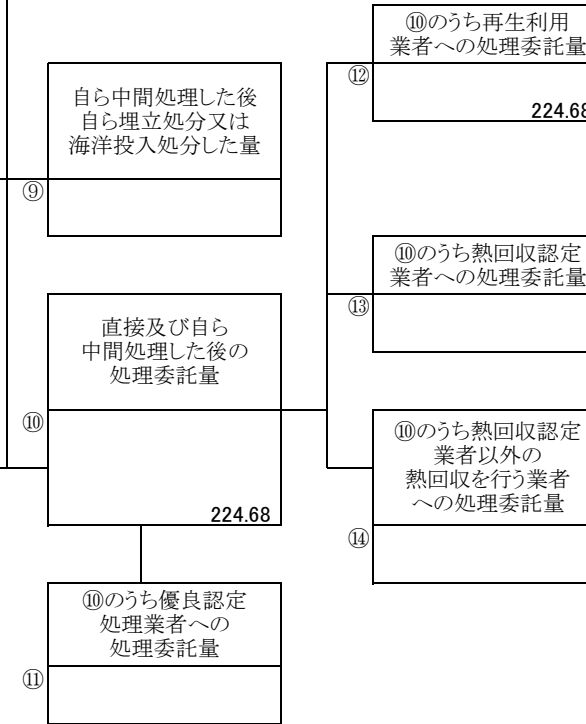 ⑩のうち再生利用
業者への処理委託量
⑫
224.68
自ら中間処理した後
自ら埋立処分又は
海洋投入処分した量
⑨
⑩のうち熱回収認定
業者への処理委託量
⑬
直接及び自ら
中間処理した後の
処理委託量
⑩
224.68
⑩のうち熱回収認定
業者以外の
熱回収を行う業者
への処理委託量
⑭
⑩のうち優良認定
処理業者への
処理委託量
⑪